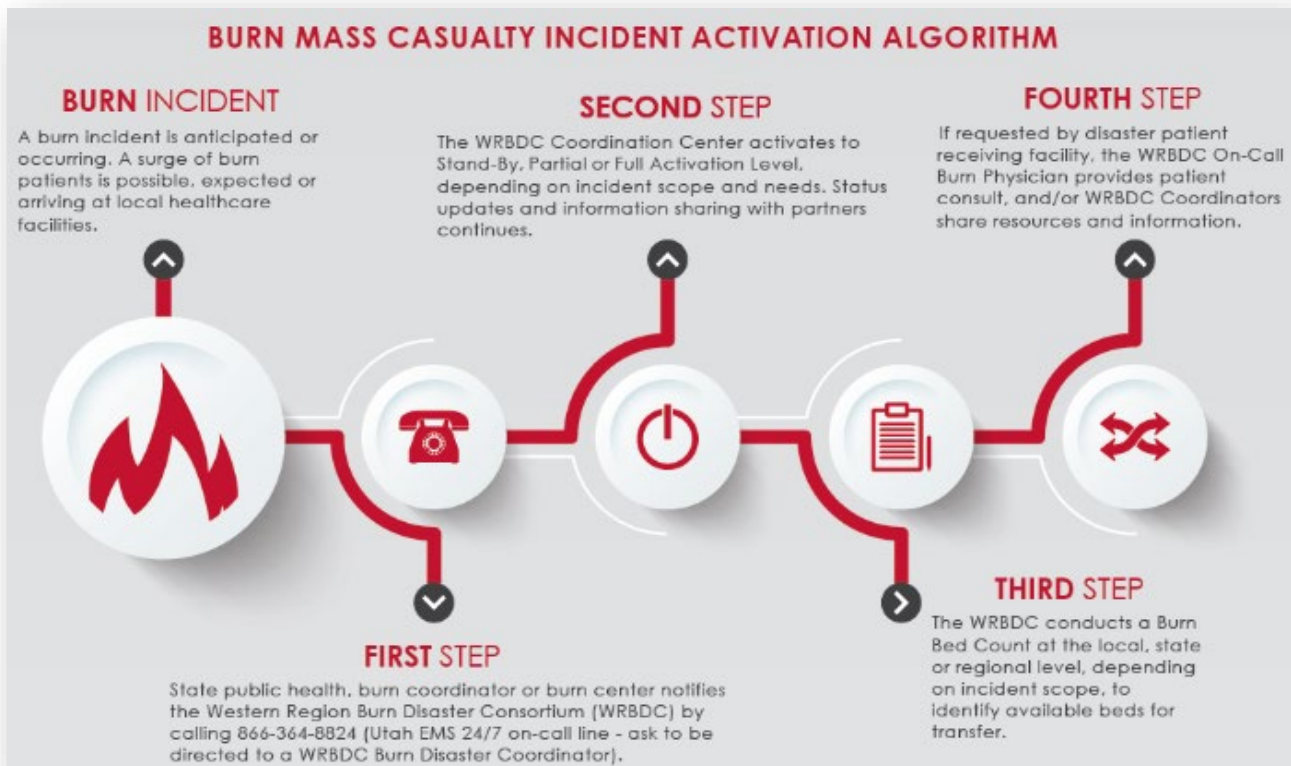 BURN MASS CASUALTY INCIDENT ACTIVATION ALGORITHM
BURN INCIDENT
A burn incident is anticipated or
occurring. A surge of burn
patients is possible, expected or
arriving at local healthcare
facilities.
FIRST STEP
State public health, burn coordinator or burn center notifies
the Western Region Burn Disaster Consortium (WRBDC) by
calling 866-364-8824 (Utah EMS 24/7 on-call line - ask to be
directed to a WRBDC Burn Disaster Coordinator).
SECOND STEP
The WRBDC Coordination Center activates to
Stand-By, Partial or Full Activation Level,
depending on incident scope and needs. Status
updates and information sharing with partners
continues.
THIRD STEP
The WRBDC conducts a Burn
Bed Count at the local, state
or regional level, depending
on incident scope, to
identify available beds for
transfer.
FOURTH STEP
If requested by disaster patient
receiving facility, the WRBDC On-Call
Burn Physician provides patient
consult, and/or WRBDC Coordinators
share resources and information.